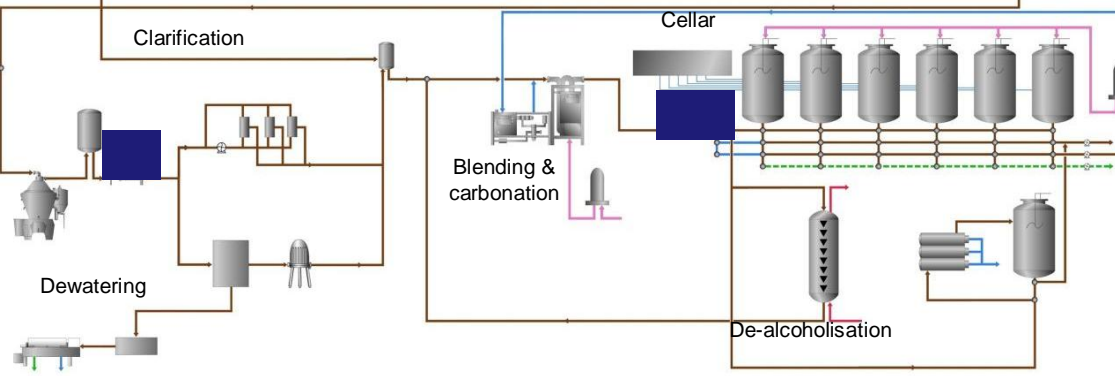 Cellar
Clarification
Blending &
carbonation
Dewatering
De-alcoholisation